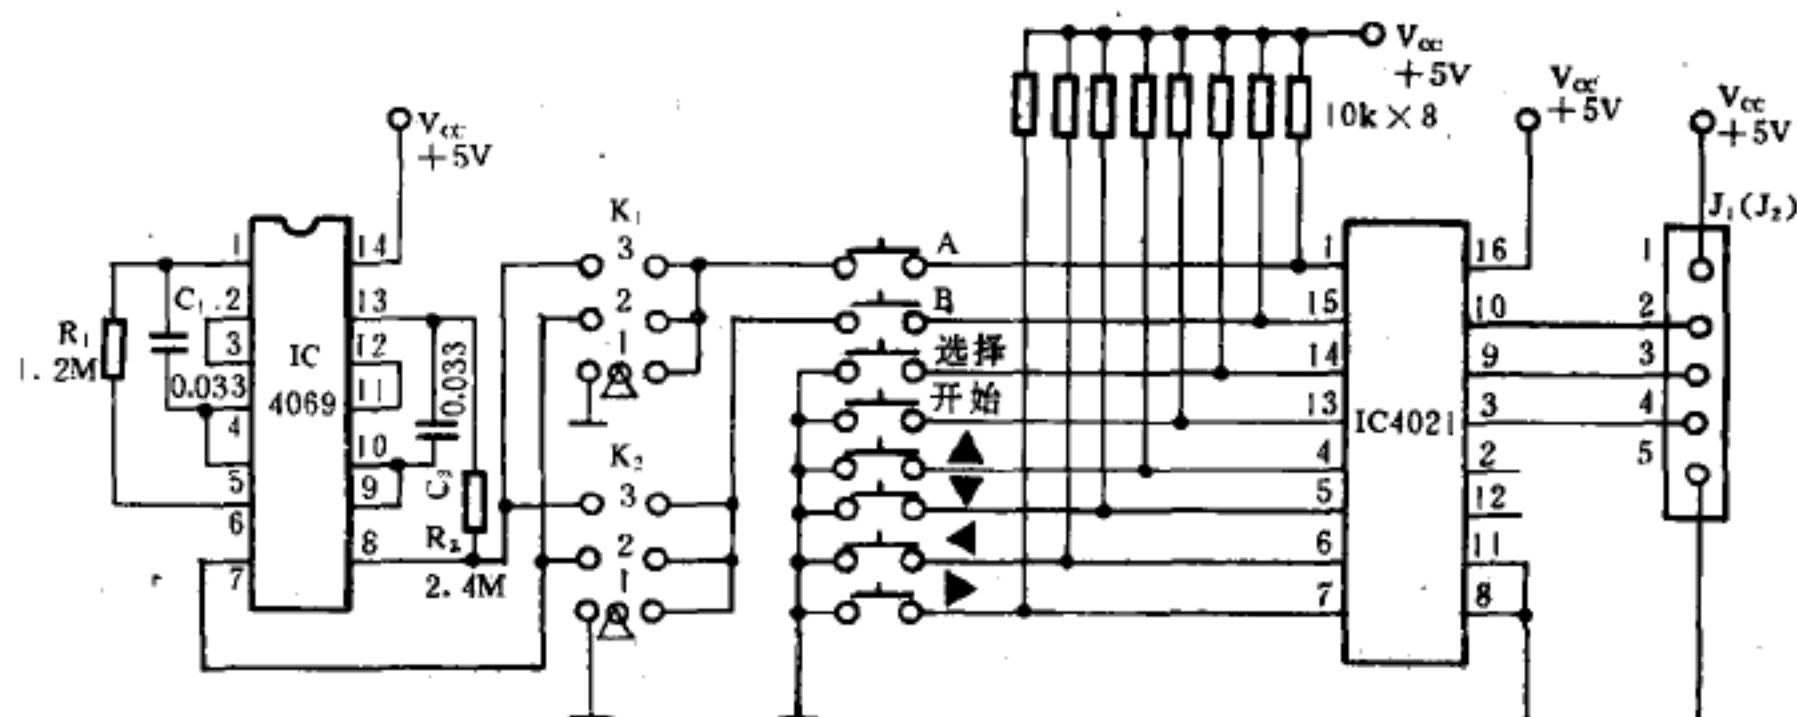 Vcc
+5V
10k×8
Vcc
+5V
Vcc
+5V
Vcc
+5V
J₁(J₂)
K₁
3
2
1
R₁
1.2M
C₁
0.033
1
2
3
4
5
6
7
IC
4069
14
13
12
11
10
9
8
0.033
R₂
2.4M
K₂
3
2
1
A
B
选择
开始
▲
▼
◀
▶
1
15
14
13
4
5
6
7
IC4021
16
10
9
3
2
12
11
8
1
2
3
4
5